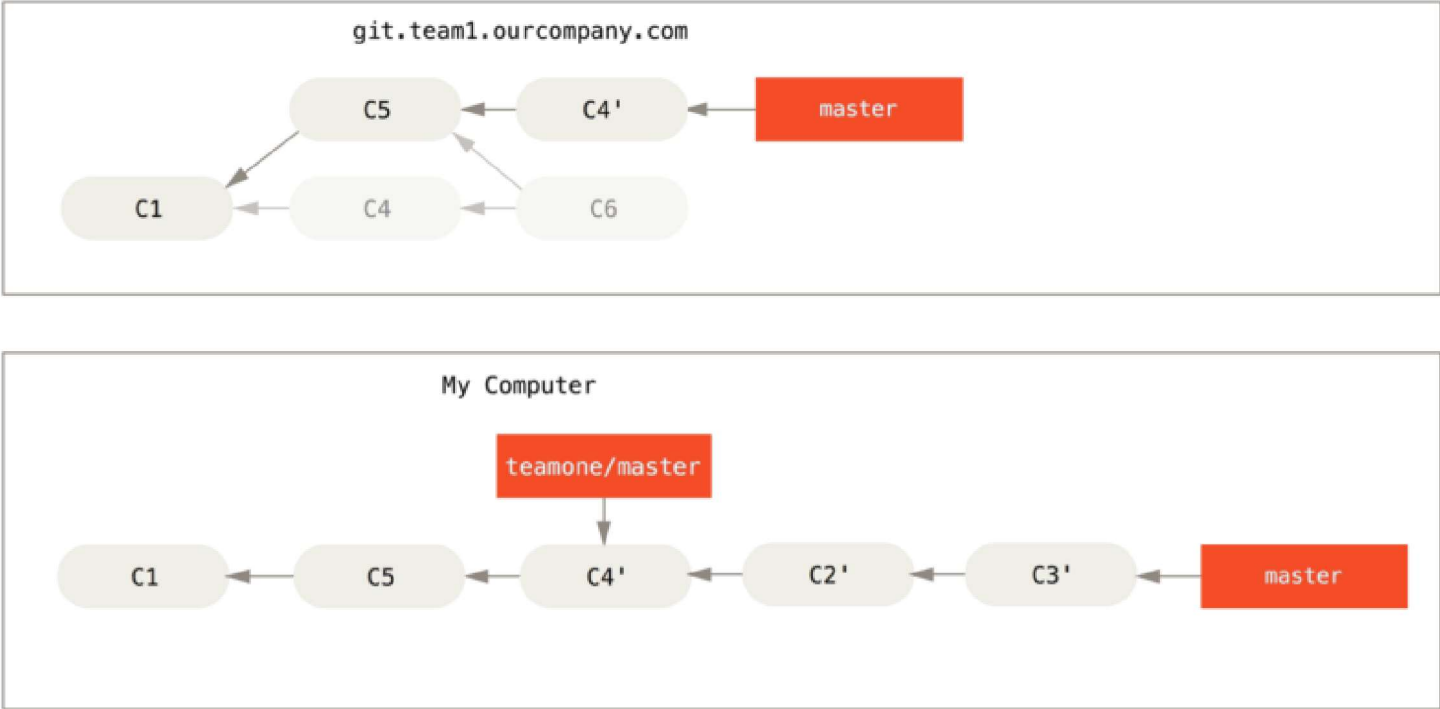 git.team1.ourcompany.com
C5
C4'
master
C1
C4
C6
My Computer
teamone/master
C1
C5
C4'
C2'
C3'
master